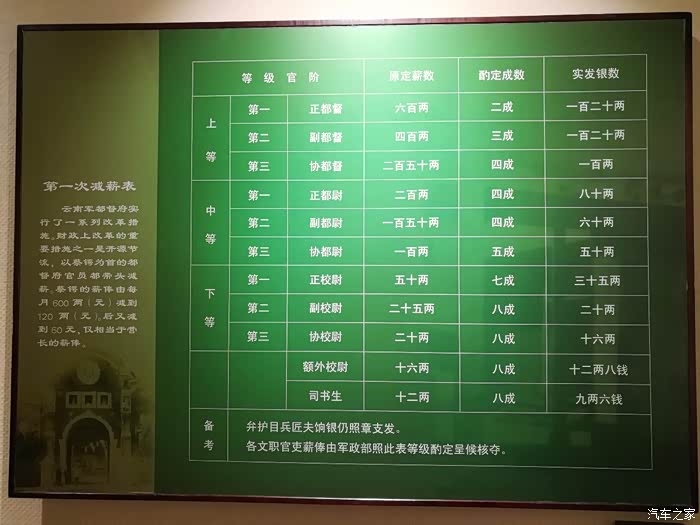 第一次减薪表
云南军都督府实
行了一系列改革措
施。财政上改革的重
要措施之一是开源节
流，以蔡锷为首的都
督府官员都带头减
薪。蔡锷的薪俸由每
月600两（元）减到
120两（元）。后又减
到60元，仅相当于营
长的薪俸。
等级官阶 原定薪数 酌定成数 实发银数
上等 第一 正都督 六百两 二成 一百二十两
第二 副都督 四百两 三成 一百二十两
第三 协都督 二百五十两 四成 一百两
中等 第一 正都尉 二百两 四成 八十两
第二 副都尉 一百五十两 四成 六十两
第三 协都尉 一百两 五成 五十两
下等 第一 正校尉 五十两 七成 三十五两
第二 副校尉 二十五两 八成 二十两
第三 协校尉 二十两 八成 十六两
额外校尉 十六两 八成 十二两八钱
司书生 十二两 八成 九两六钱
备考 弁护目兵匠夫饷银仍照章支发。
各文职官吏薪俸由军政部照此表等级酌定呈候核夺。
汽车之家